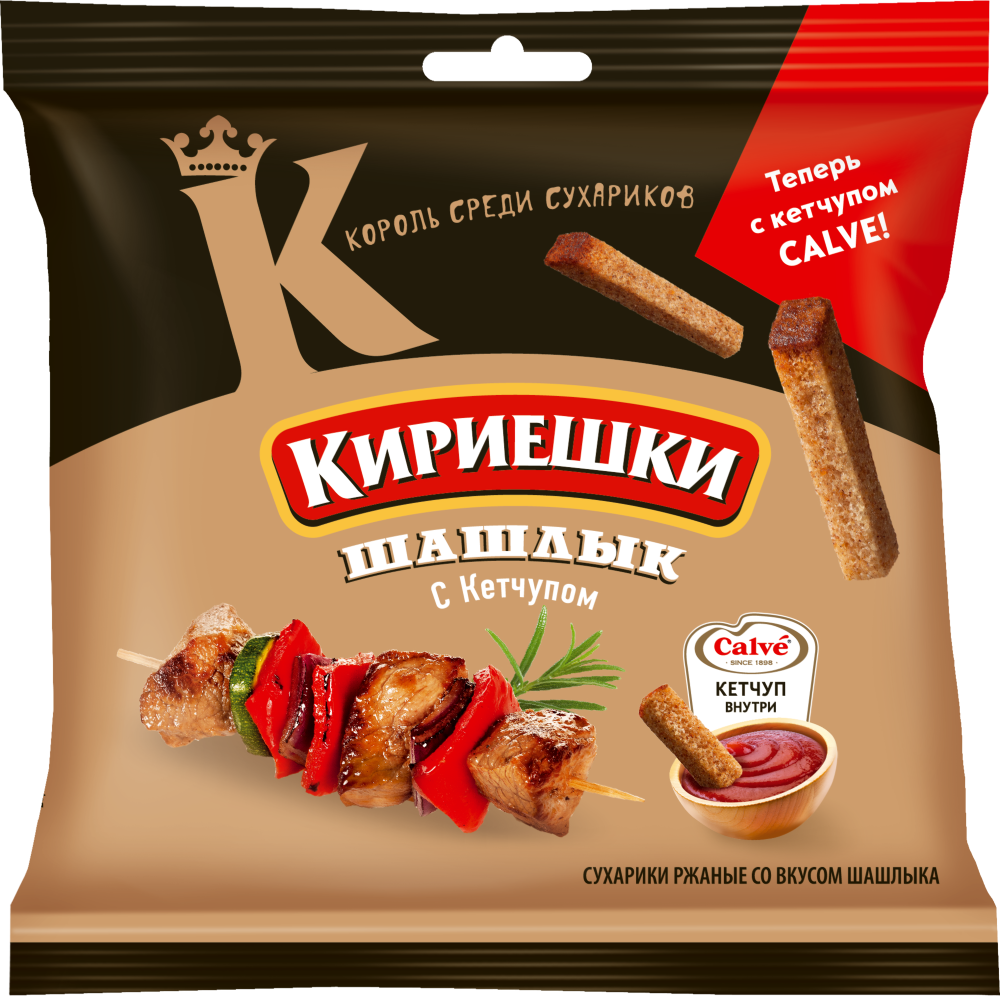 К
КОРОЛЬ СРЕДИ СУХАРИКОВ
Теперь
с кетчупом
CALVE!
КИРИЕШКИ
ШАШЛЫК
С Кетчупом
Calvé®
SINCE 1898
КЕТЧУП
ВНУТРИ
СУХАРИКИ РЖАНЫЕ СО ВКУСОМ ШАШЛЫКА